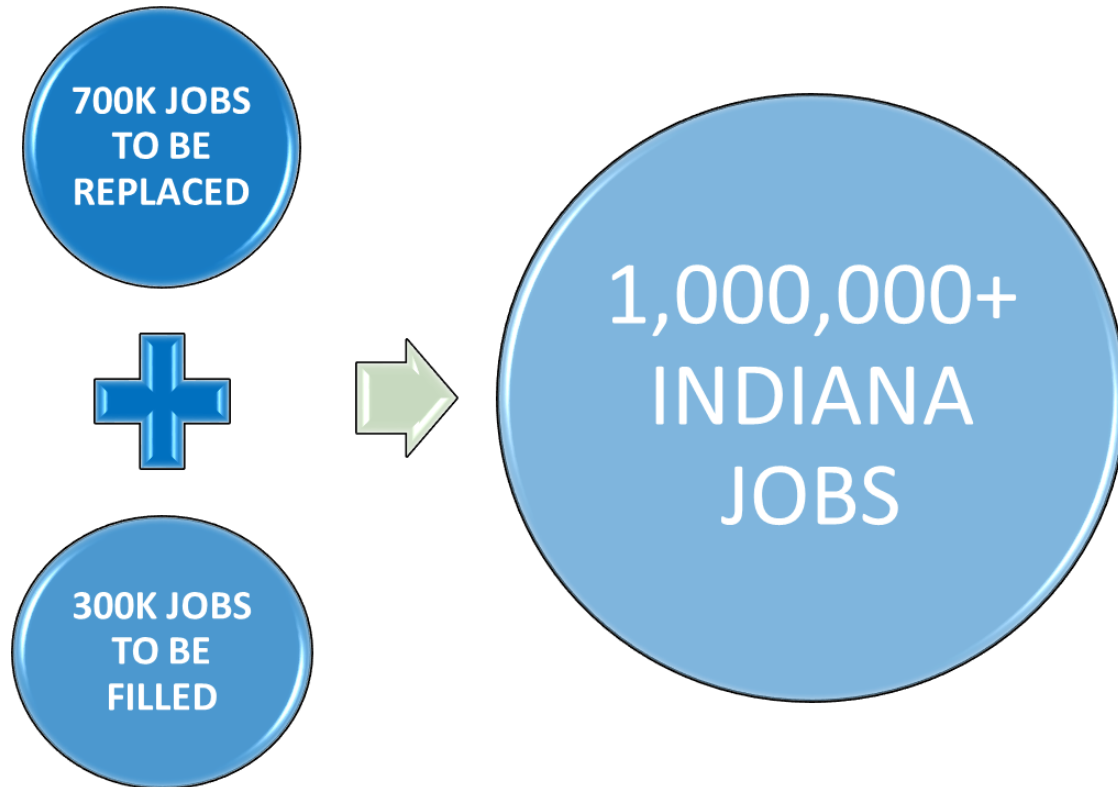 700K JOBS
TO BE
REPLACED
300K JOBS
TO BE
FILLED
1,000,000+
INDIANA
JOBS